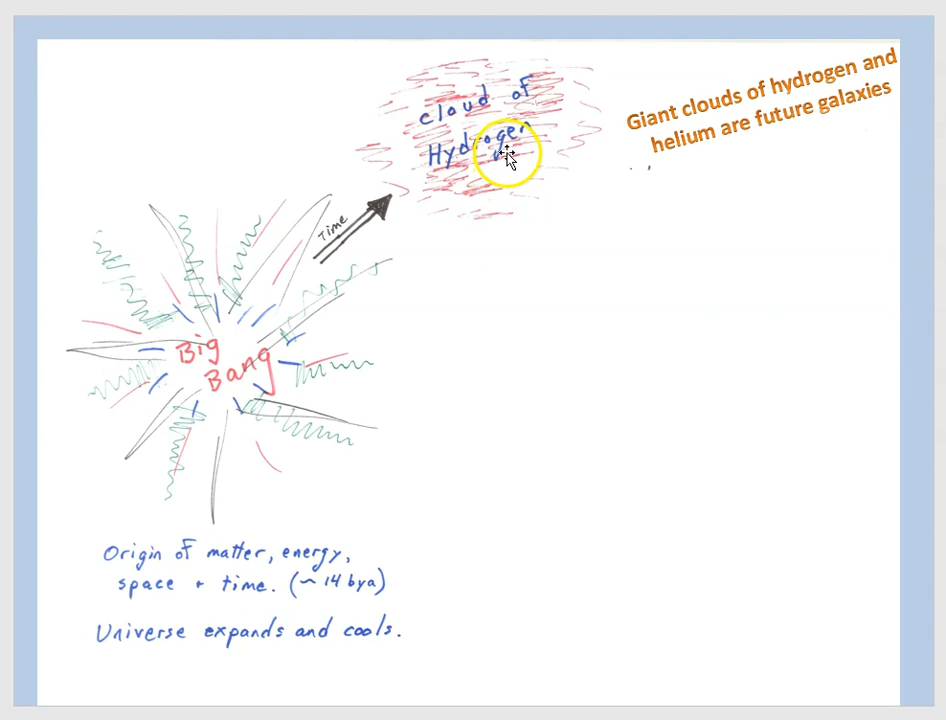 cloud of
Hydrogen
Giant clouds of hydrogen and
helium are future galaxies
Time
Big
Bang
Origin of matter, energy,
space + time. (~ 14 bya)
Universe expands and cools.